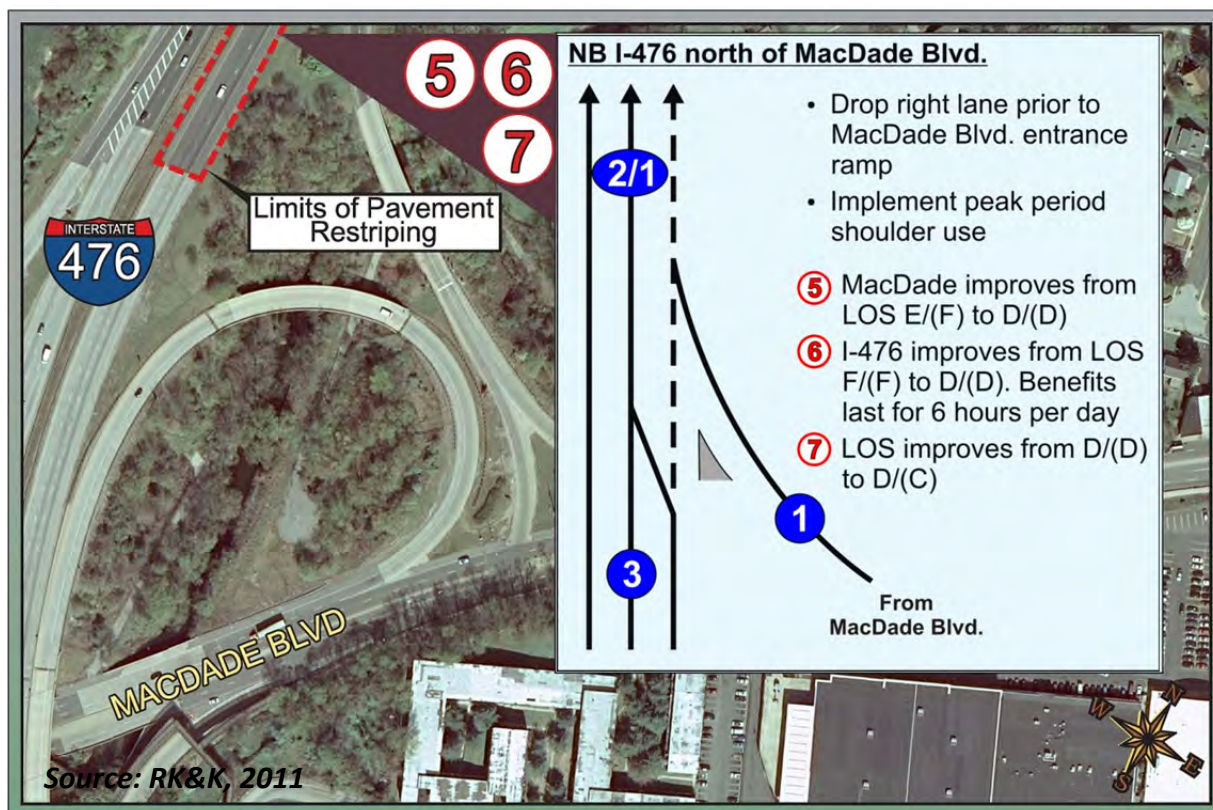 5 6
7
Limits of Pavement
Restriping
INTERSTATE
476
MACDADE BLVD
Source: RK&K, 2011
NB I-476 north of MacDade Blvd.
2/1
3
1
From
MacDade Blvd.
• Drop right lane prior to
MacDade Blvd. entrance
ramp
• Implement peak period
shoulder use
5 MacDade improves from
LOS E/(F) to D/(D)
6 I-476 improves from LOS
F/(F) to D/(D). Benefits
last for 6 hours per day
7 LOS improves from D/(D)
to D/(C)
N
W
E
S